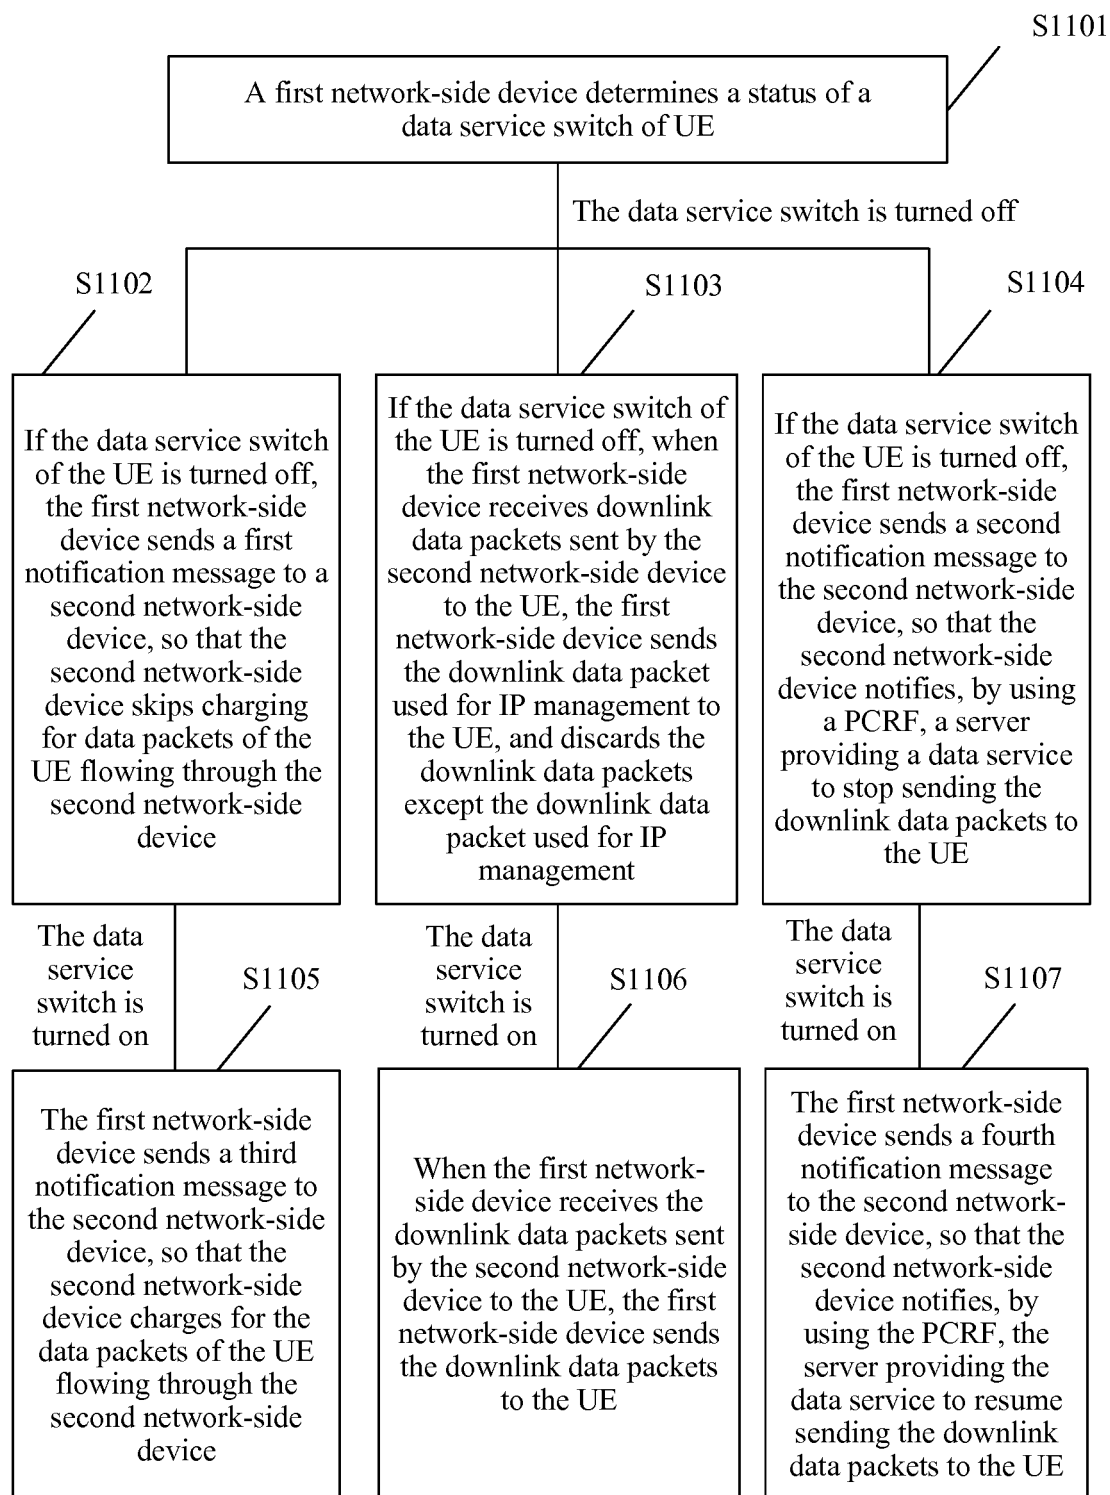 S1101
A first network-side device determines a status of a
data service switch of UE
The data service switch is turned off
S1102
S1103
S1104
If the data service switch
of the UE is turned off,
the first network-side
device sends a first
notification message to a
second network-side
device, so that the
second network-side
device skips charging
for data packets of the
UE flowing through the
second network-side
device
If the data service switch of
the UE is turned off, when
the first network-side
device receives downlink
data packets sent by the
second network-side device
to the UE, the first
network-side device sends
the downlink data packet
used for IP management to
the UE, and discards the
downlink data packets
except the downlink data
packet used for IP
management
If the data service switch
of the UE is turned off,
the first network-side
device sends a second
notification message to
the second network-side
device, so that the
second network-side
device notifies, by using
a PCRF, a server
providing a data service
to stop sending the
downlink data packets to
the UE
The data
service
switch is
turned on
S1105
The data
service
switch is
turned on
S1106
The data
service
switch is
turned on
S1107
The first network-side
device sends a third
notification message to
the second network-side
device, so that the
second network-side
device charges for the
data packets of the UE
flowing through the
second network-side
device
When the first network-
side device receives the
downlink data packets sent
by the second network-side
device to the UE, the first
network-side device sends
the downlink data packets
to the UE
The first network-side
device sends a fourth
notification message
to the second network-
side device, so that the
second network-side
device notifies, by
using the PCRF, the
server providing the
data service to resume
sending the downlink
data packets to the UE